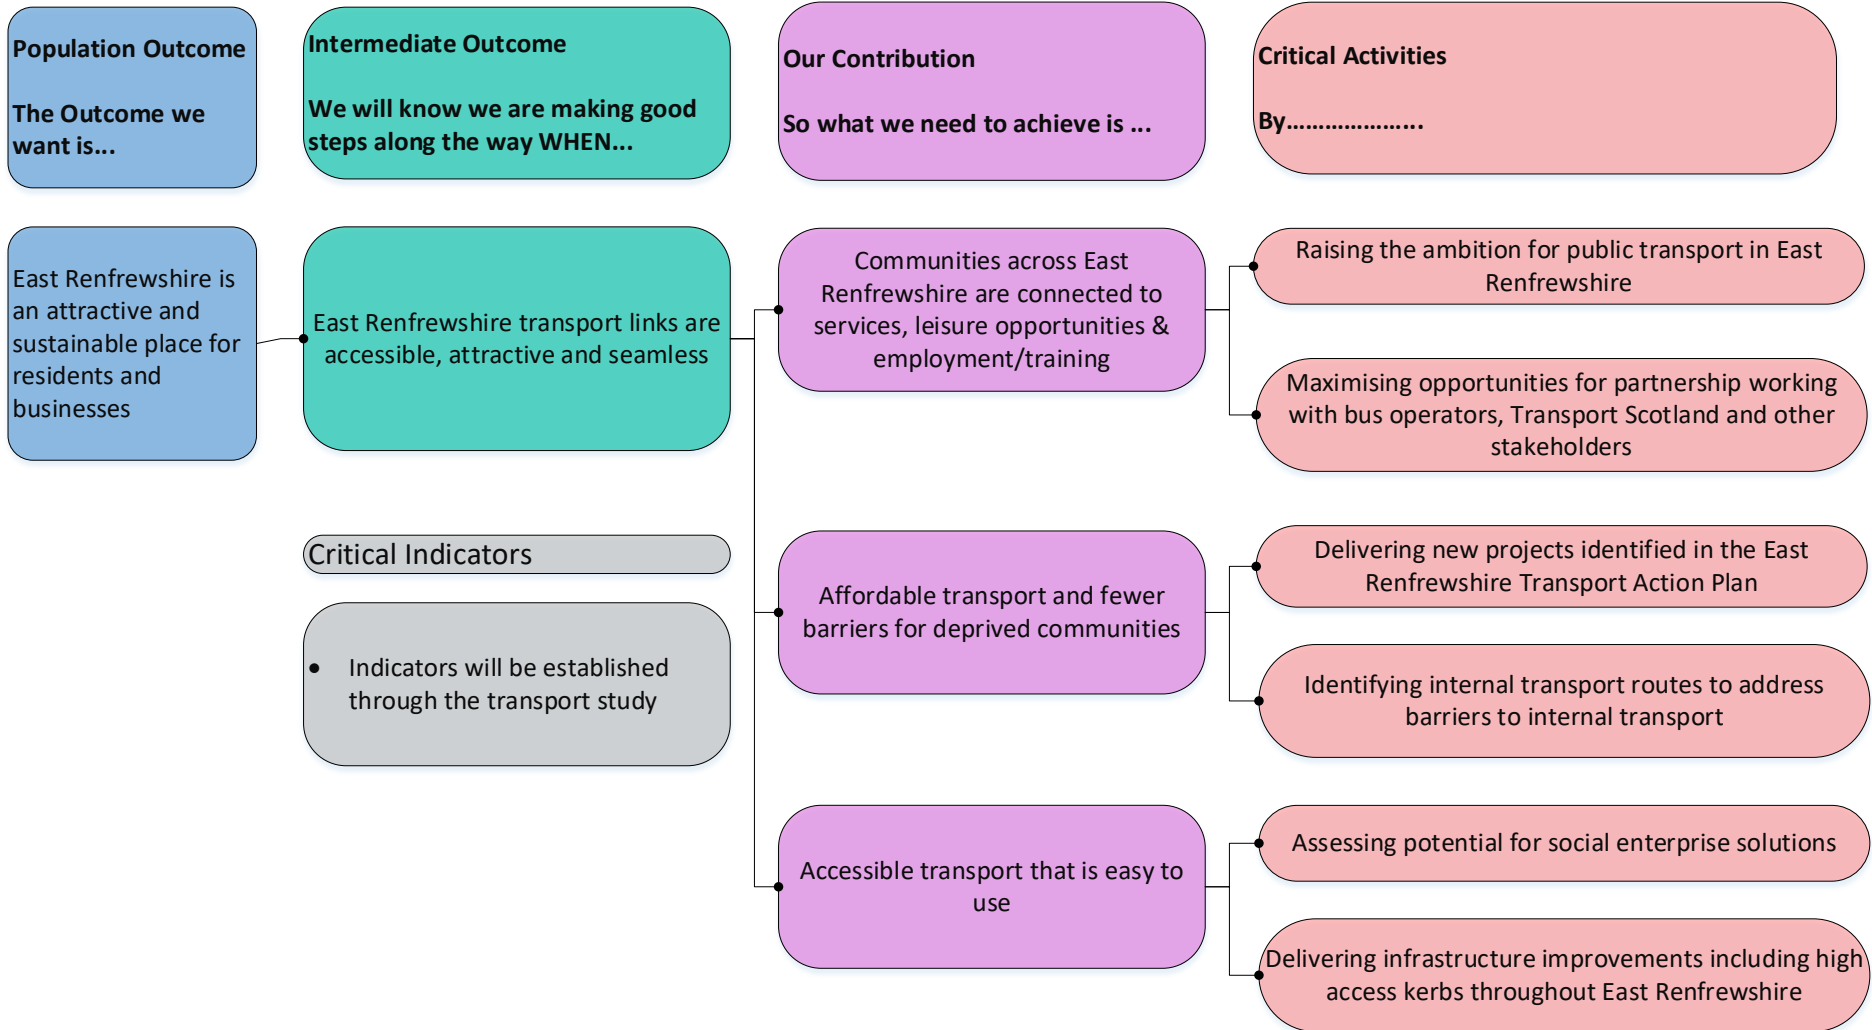 Population Outcome
The Outcome we
want is...
Intermediate Outcome
We will know we are making good
steps along the way WHEN...
Our Contribution
So what we need to achieve is ...
Critical Activities
By.....................
East Renfrewshire is
an attractive and
sustainable place for
residents and
businesses
East Renfrewshire transport links are
accessible, attractive and seamless
Critical Indicators
• Indicators will be established
through the transport study
Communities across East
Renfrewshire are connected to
services, leisure opportunities &
employment/training
Raising the ambition for public transport in East
Renfrewshire
Maximising opportunities for partnership working
with bus operators, Transport Scotland and other
stakeholders
Affordable transport and fewer
barriers for deprived communities
Delivering new projects identified in the East
Renfrewshire Transport Action Plan
Identifying internal transport routes to address
barriers to internal transport
Accessible transport that is easy to
use
Assessing potential for social enterprise solutions
Delivering infrastructure improvements including high
access kerbs throughout East Renfrewshire